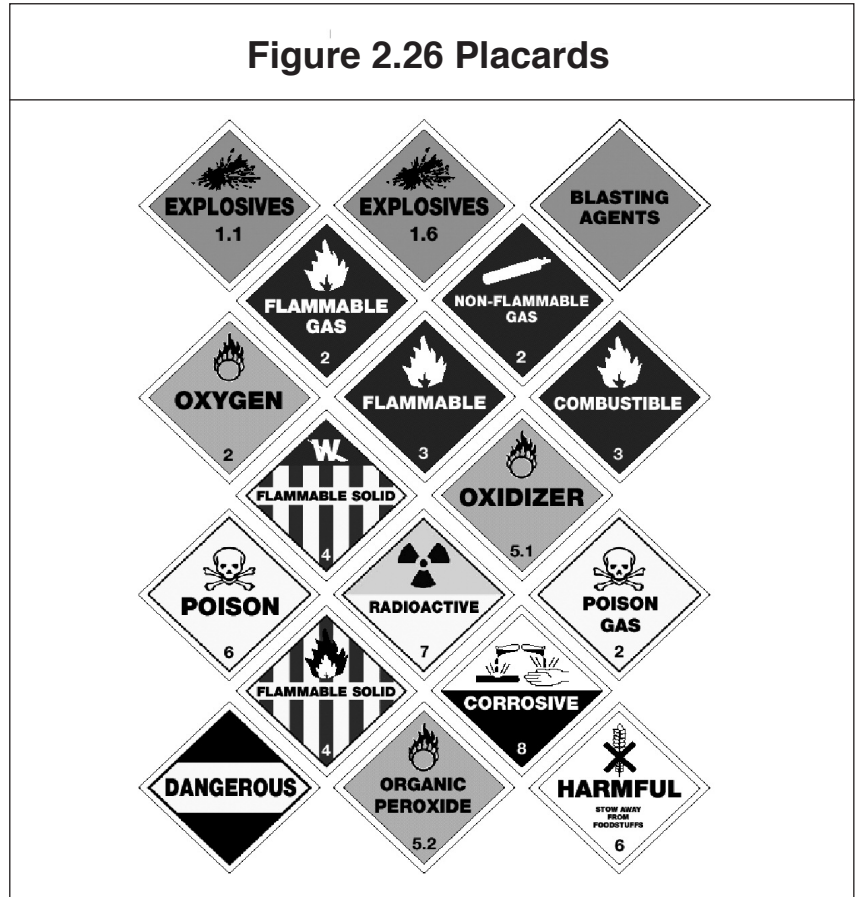 Figure 2.26 Placards
EXPLOSIVES
1.1
EXPLOSIVES
1.6
BLASTING
AGENTS
FLAMMABLE
GAS
2
NON-FLAMMABLE
GAS
2
OXYGEN
2
FLAMMABLE
3
COMBUSTIBLE
3
W
FLAMMABLE SOLID
4
OXIDIZER
5.1
POISON
6
RADIOACTIVE
7
POISON
GAS
2
FLAMMABLE SOLID
4
CORROSIVE
8
DANGEROUS
ORGANIC
PEROXIDE
5.2
HARMFUL
STOW AWAY
FROM
FOODSTUFFS
6